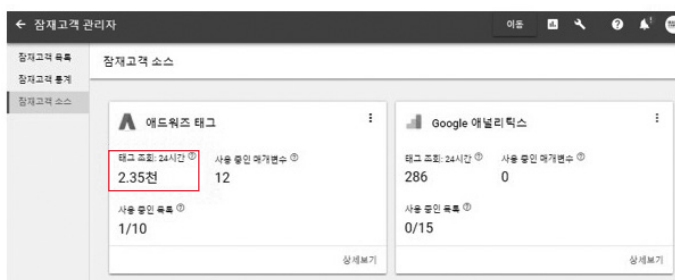 ← 잠재고객 관리자
이동
잠재고객 목록
잠재고객 통계
잠재고객 소스
잠재고객 소스
애드워즈 태그
태그 조회: 24시간
2.35천
사용 중인 매개변수
12
사용 중인 목록
1/10
상세보기
Google 애널리틱스
태그 조회: 24시간
286
사용 중인 매개변수
0
사용 중인 목록
0/15
상세보기